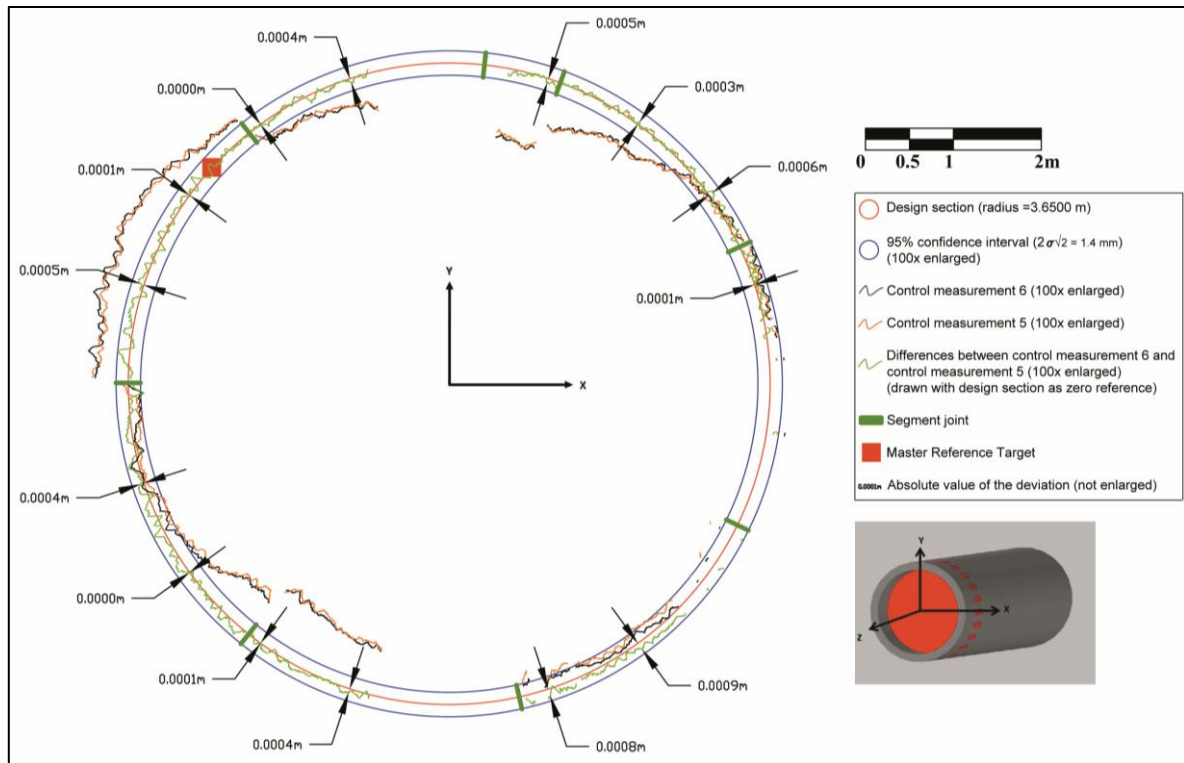 0.0004m
0.0005m
0.0000m
0.0003m
0.0001m
0.0006m
0.0005m
0.0001m
0.0004m
0.0000m
0.0001m
0.0009m
0.0004m
0.0008m
Y
X
0 0.5 1 2m
Design section (radius =3.6500 m)
95% confidence interval (2σ√2 = 1.4 mm)
(100x enlarged)
Control measurement 6 (100x enlarged)
Control measurement 5 (100x enlarged)
Differences between control measurement 6 and
control measurement 5 (100x enlarged)
(drawn with design section as zero reference)
Segment joint
Master Reference Target
0.0001m Absolute value of the deviation (not enlarged)
Y
X
Z